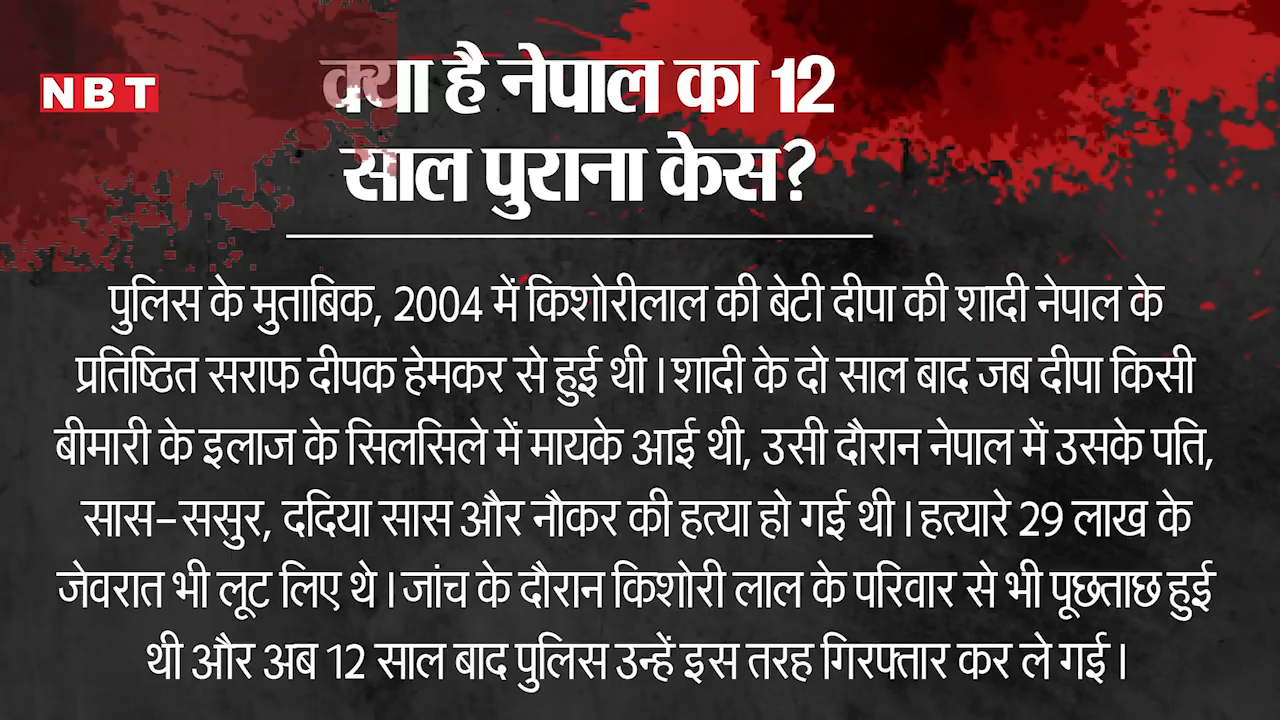 NBT
क्या है नेपाल का 12
साल पुराना केस?
पुलिस के मुताबिक, 2004 में किशोरीलाल की बेटी दीपा की शादी नेपाल के
प्रतिष्ठित सराफ दीपक हेमकर से हुई थी। शादी के दो साल बाद जब दीपा किसी
बीमारी के इलाज के सिलसिले में मायके आई थी, उसी दौरान नेपाल में उसके पति,
सास-ससुर, ददिया सास और नौकर की हत्या हो गई थी। हत्यारे 29 लाख के
जेवरात भी लूट लिए थे। जांच के दौरान किशोरी लाल के परिवार से भी पूछताछ हुई
थी और अब 12 साल बाद पुलिस उन्हें इस तरह गिरफ्तार कर ले गई।